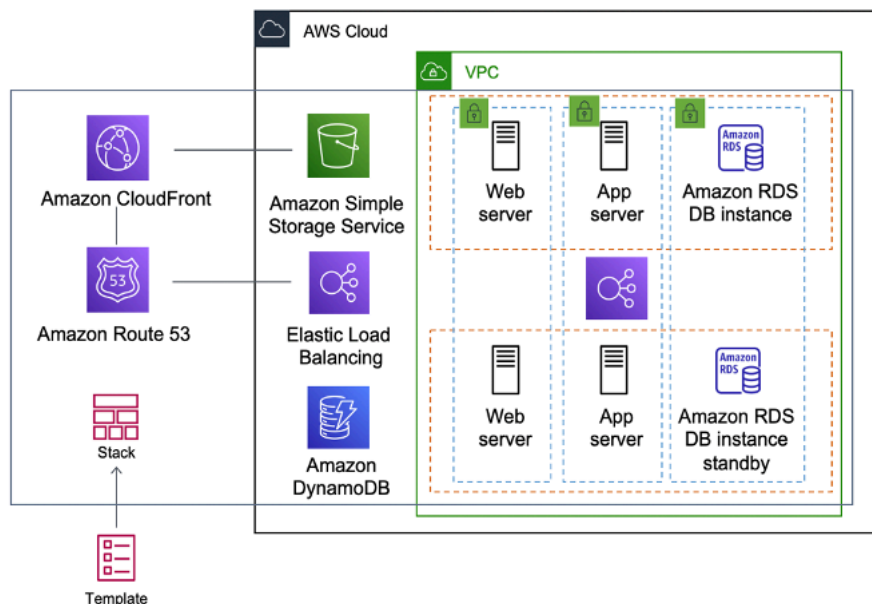 AWS Cloud
VPC
Amazon CloudFront
Amazon Simple
Storage Service
Web
server
App
server
Amazon
RDS
Amazon RDS
DB instance
53
Amazon Route 53
Elastic Load
Balancing
Stack
Amazon
DynamoDB
Web
server
App
server
Amazon
RDS
Amazon RDS
DB instance
standby
Template